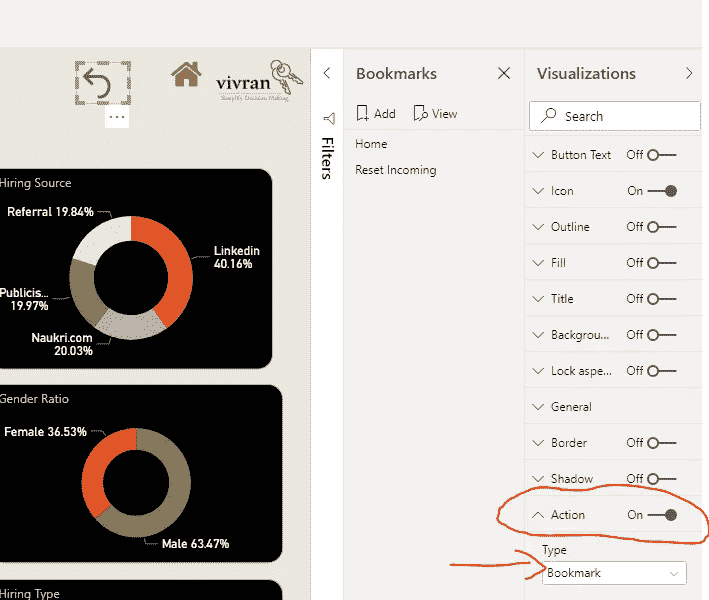 vivran
Simplify Decision Making
Hiring Source
Referral 19.84%
Linkedin
40.16%
Publicis...
19.97%
Naukri.com
20.03%
Gender Ratio
Female 36.53%
Male 63.47%
Hiring Type
Filters
Bookmarks
Add
View
Home
Reset Incoming
Visualizations
Search
Button Text Off
Icon On
Outline Off
Fill Off
Title Off
Backgrou... Off
Lock aspe... Off
General
Border Off
Shadow Off
Action On
Type
Bookmark